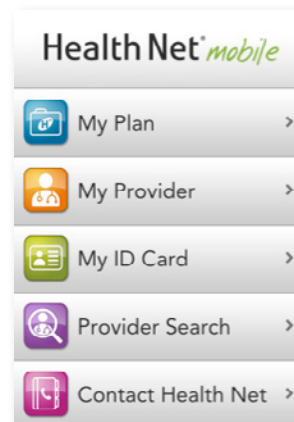 Health Net® mobile
My Plan
My Provider
My ID Card
Provider Search
Contact Health Net